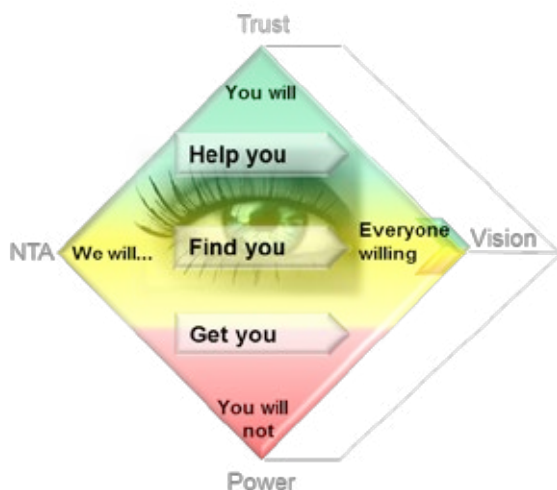 Trust
You will
Help you
NTA
We will...
Find you
Everyone
willing
Vision
Get you
You will
not
Power